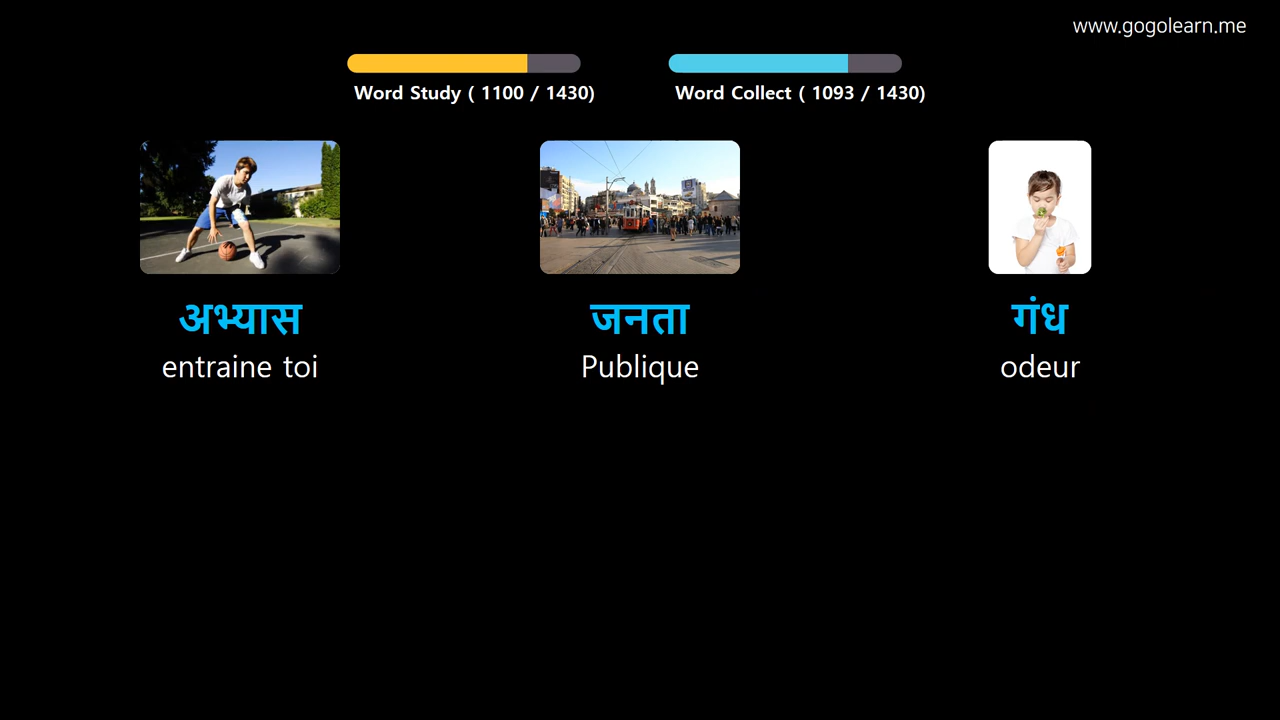 www.gogolearn.me
Word Study ( 1100 / 1430)
Word Collect ( 1093 / 1430)
अभ्यास
entraine toi
जनता
Publique
गंध
odeur